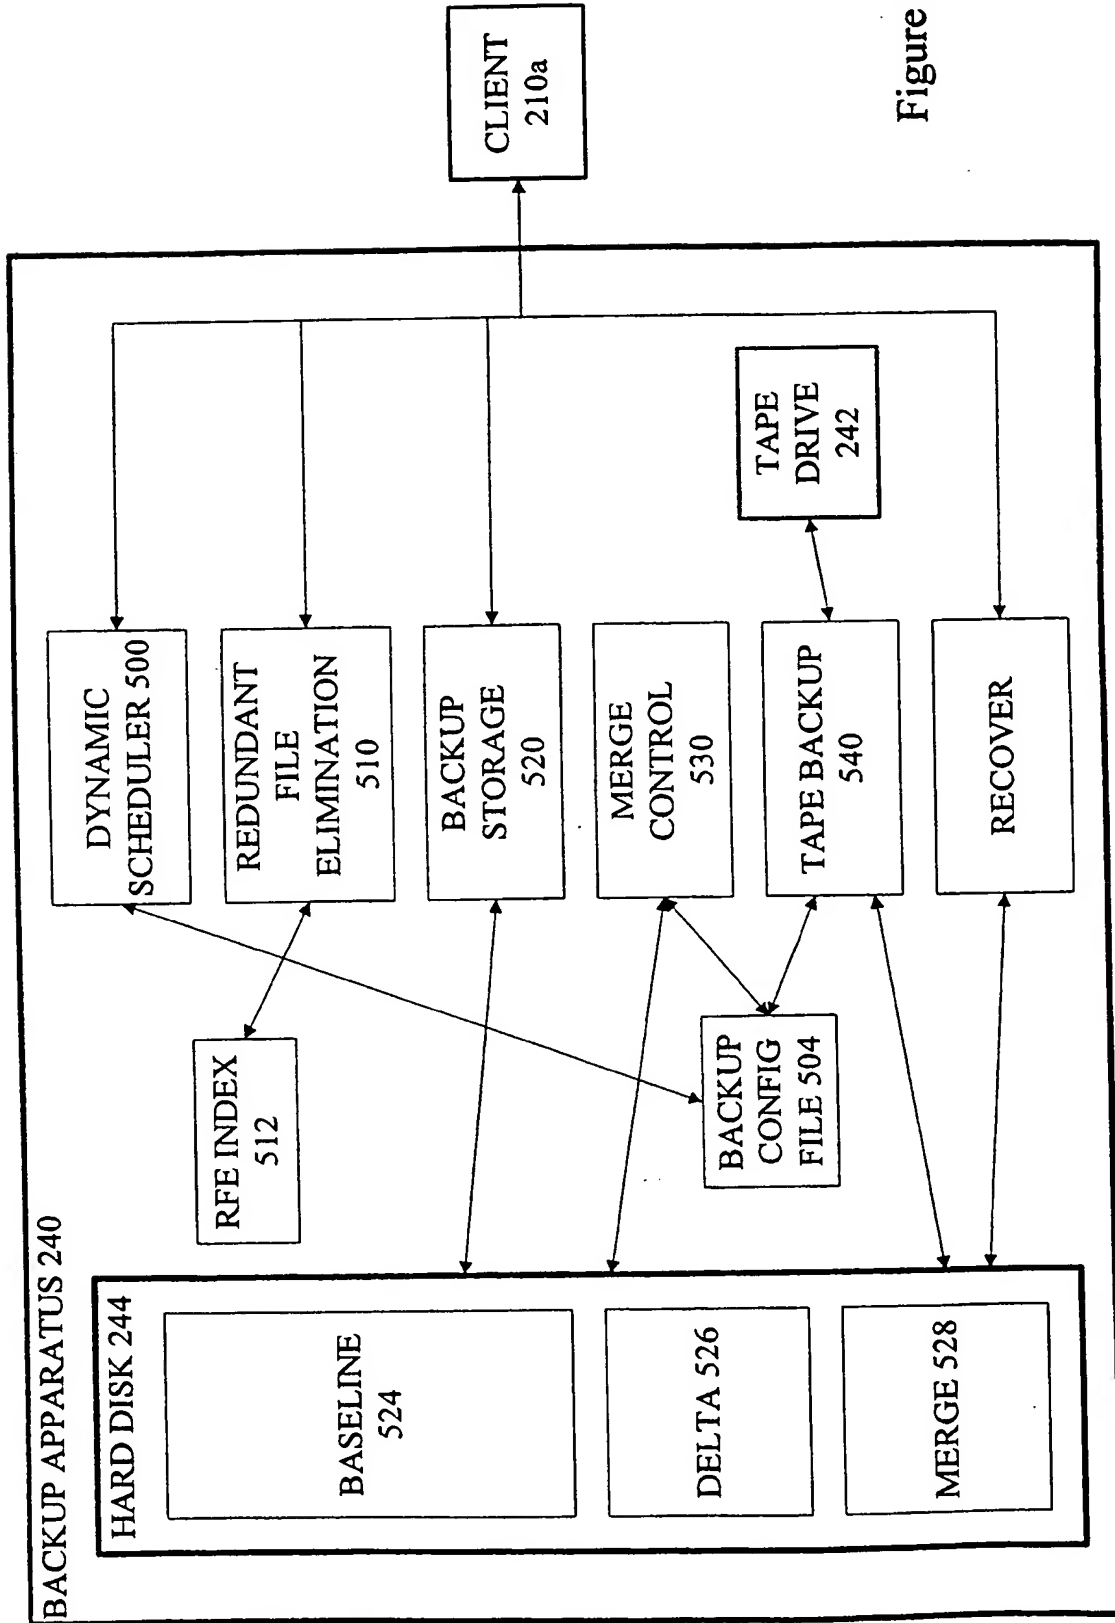 BACKUP APPARATUS 240
HARD DISK 244
BASELINE
524
DELTA 526
MERGE 528
RFE INDEX
512
BACKUP
CONFIG
FILE 504
DYNAMIC
SCHEDULER 500
REDUNDANT
FILE
ELIMINATION
510
BACKUP
STORAGE
520
MERGE
CONTROL
530
TAPE BACKUP
540
RECOVER
TAPE
DRIVE
242
CLIENT
210a
Figure